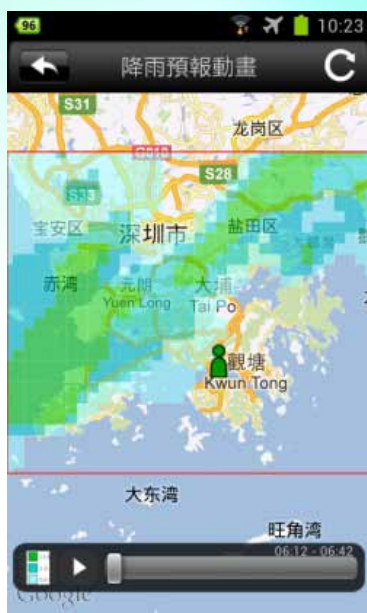 96 10:23
降雨預報動畫
S31
龙岗区
G010
S28
S33
宝安区 深圳市 盐田区
赤湾 元朗 大埔
Yuen Long Tai Po
觀塘
Kwun Tong
大东湾
旺角湾
06:12 - 06:42
Google